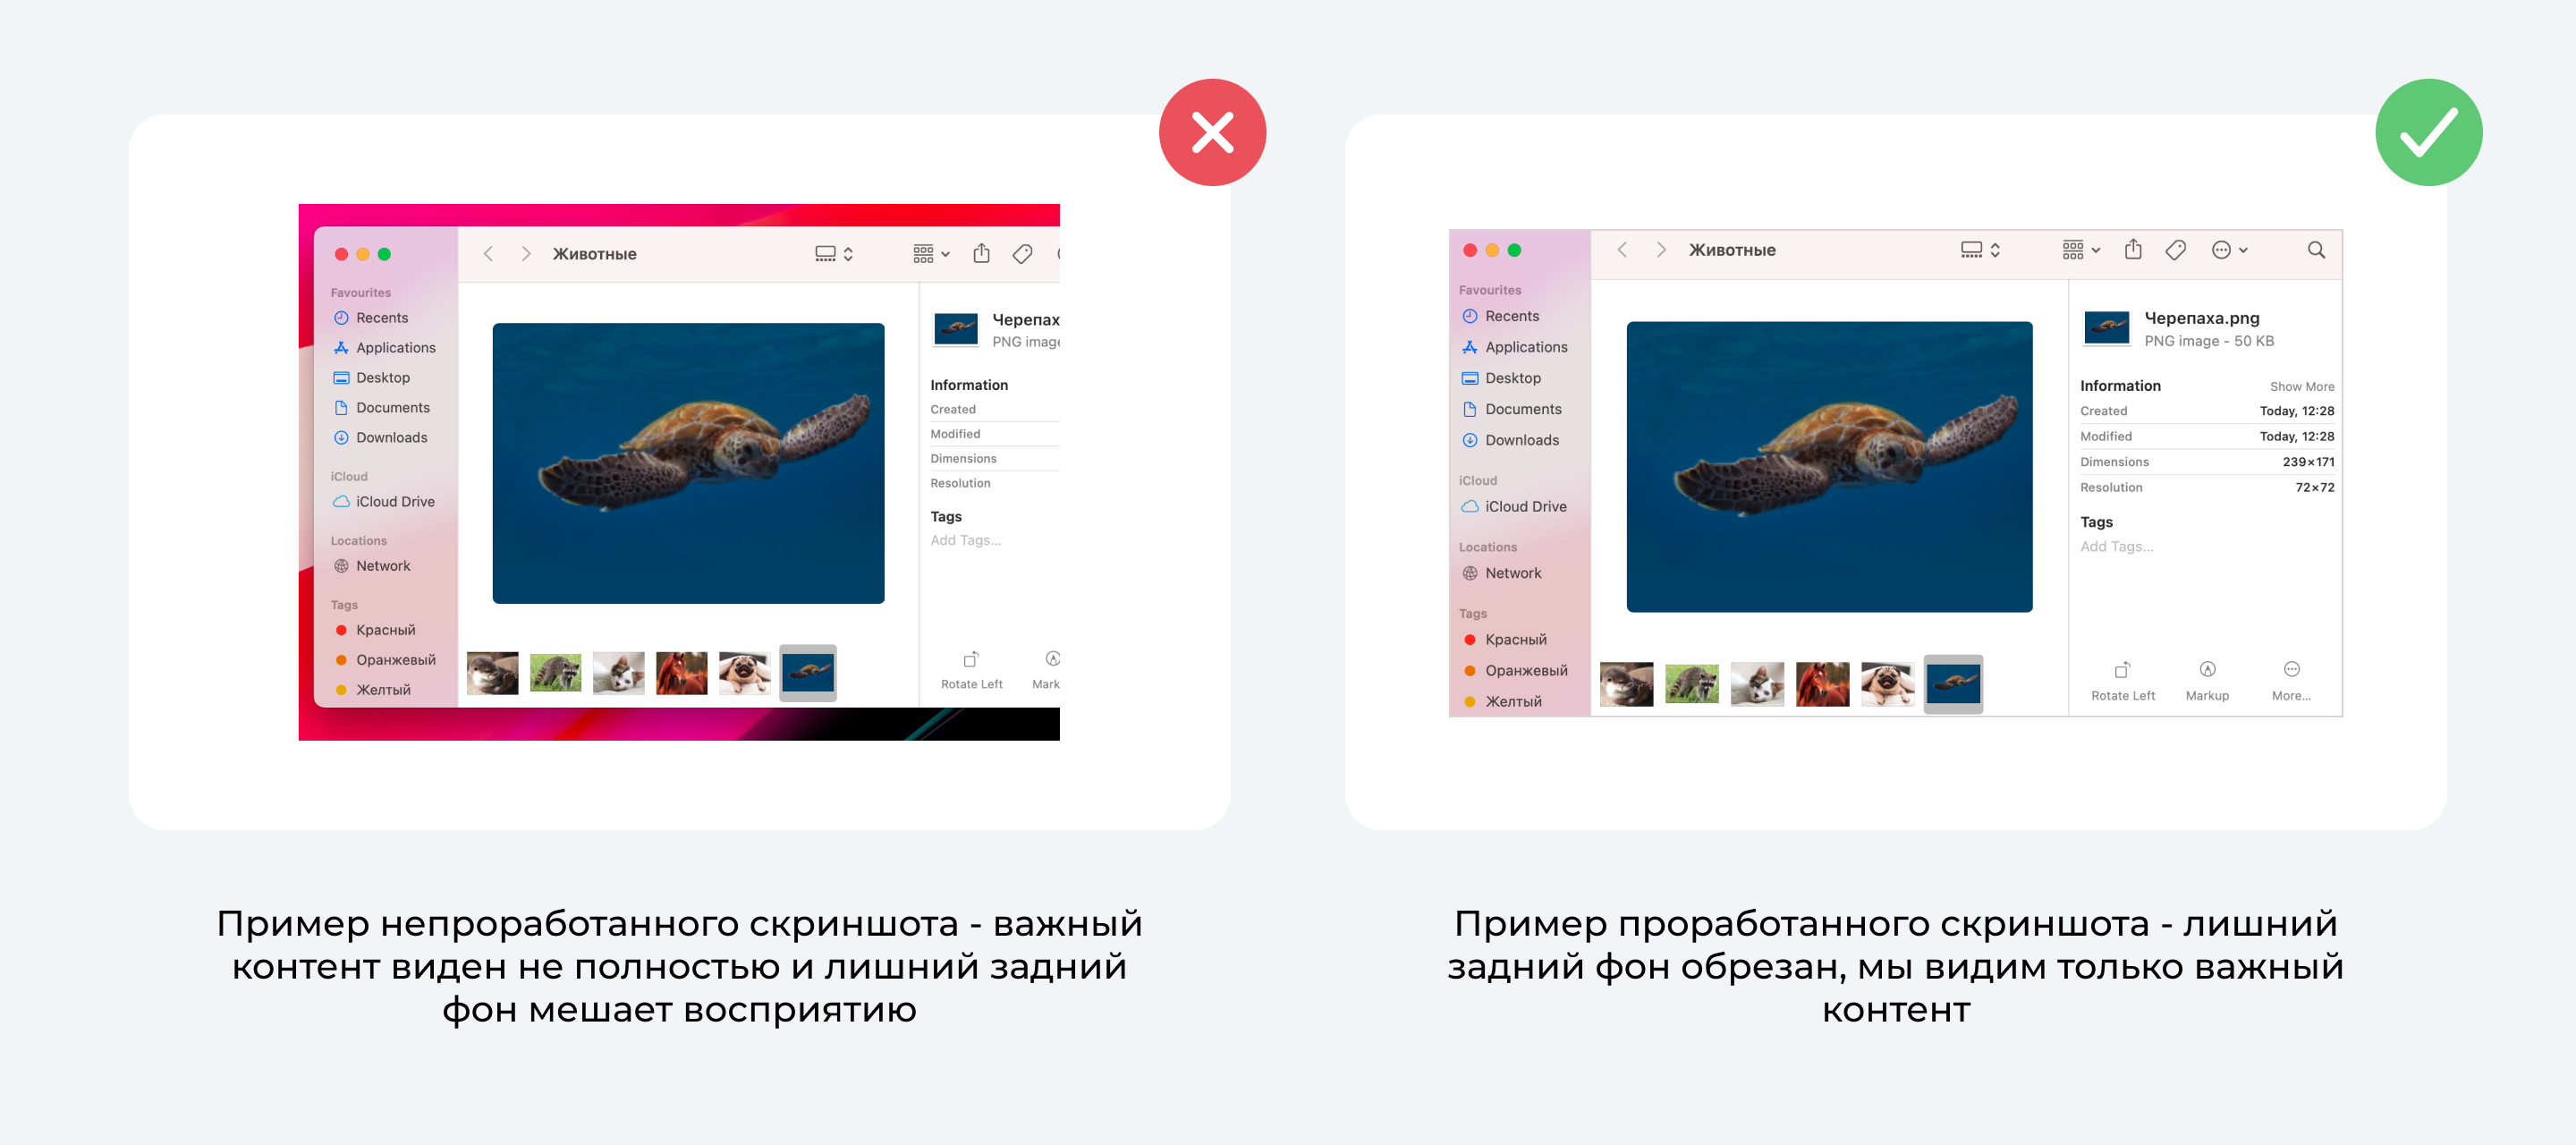 Животные
Favourites
Recents
Applications
Desktop
Documents
Downloads
iCloud
iCloud Drive
Locations
Network
Tags
Красный
Оранжевый
Желтый
Черепах
PNG image
Information
Created
Modified
Dimensions
Resolution
Tags
Add Tags...
Rotate Left
Mark
Пример непроработанного скриншота - важный
контент виден не полностью и лишний задний
фон мешает восприятию
Животные
Favourites
Recents
Applications
Desktop
Documents
Downloads
iCloud
iCloud Drive
Locations
Network
Tags
Красный
Оранжевый
Желтый
Черепаха.png
PNG image - 50 KB
Information Show More
Created Today, 12:28
Modified Today, 12:28
Dimensions 239×171
Resolution 72×72
Tags
Add Tags...
Rotate Left Markup More...
Пример проработанного скриншота - лишний
задний фон обрезан, мы видим только важный
контент